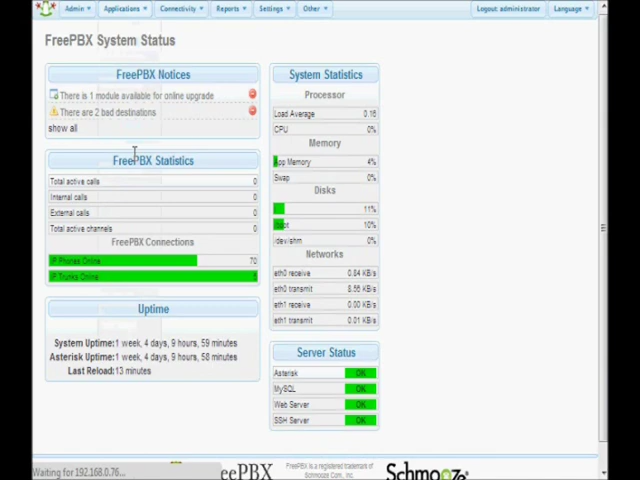 Admin Applications Connectivity Reports Settings Other Logout: administrator Language
FreePBX System Status
FreePBX Notices
There is 1 module available for online upgrade
There are 2 bad destinations
show all
FreePBX Statistics
Total active calls 0
Internal calls 0
External calls 0
Total active channels 0
FreePBX Connections
IP Phones Online 70
IP Trunks Online
Uptime
System Uptime: 1 week, 4 days, 9 hours, 59 minutes
Asterisk Uptime: 1 week, 4 days, 9 hours, 58 minutes
Last Reload: 13 minutes
System Statistics
Processor
Load Average 0.16
CPU 0%
Memory
App Memory 4%
Swap 0%
Disks
/ 11%
/boot 10%
/dev/shm 0%
Networks
eth0 receive 0.84 KB/s
eth0 transmit 8.56 KB/s
eth1 receive 0.00 KB/s
eth1 transmit 0.01 KB/s
Server Status
Asterisk OK
MySQL OK
Web Server OK
SSH Server OK
Waiting for 192.168.0.76...
eePBX
FreePBX is a registered trademark of
Schmooze Com., Inc.
Schmooze